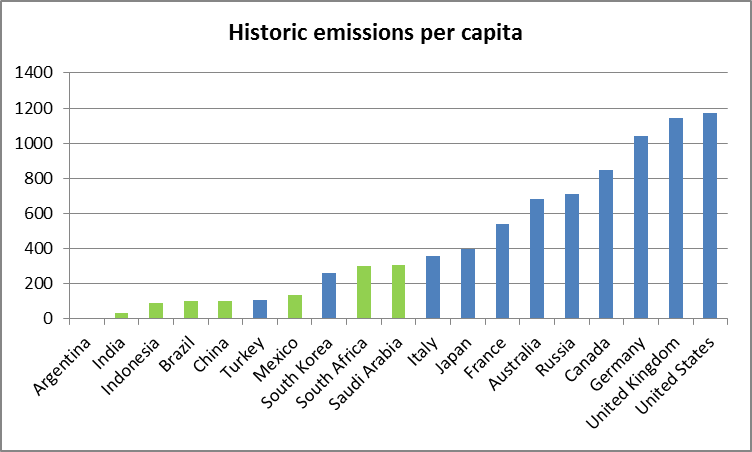 Historic emissions per capita
1400
1200
1000
800
600
400
200
0
Argentina
India
Indonesia
Brazil
China
Turkey
Mexico
South Korea
South Africa
Saudi Arabia
Italy
Japan
France
Australia
Russia
Canada
Germany
United Kingdom
United States